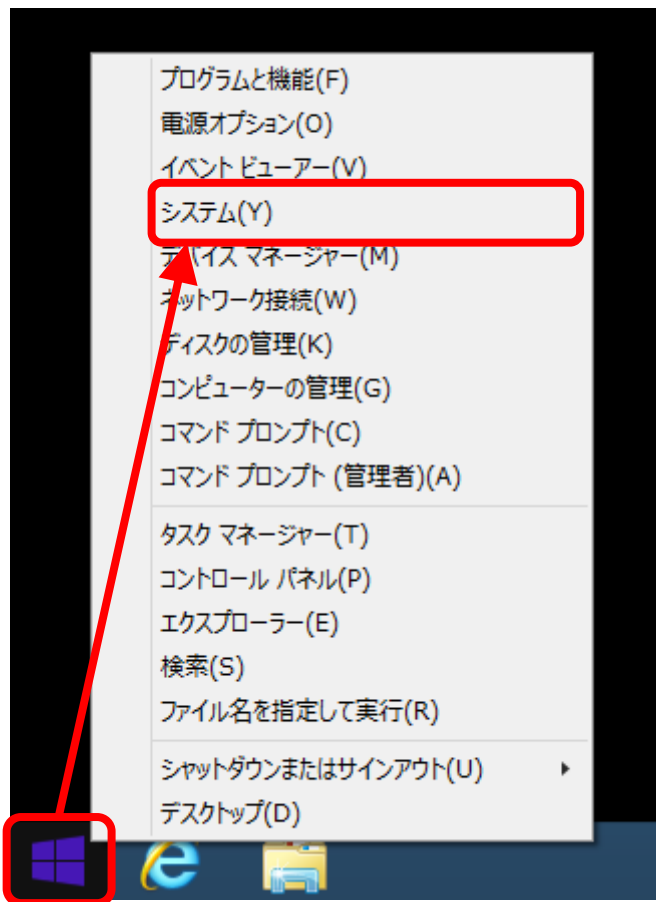 プログラムと機能(F)
電源オプション(O)
イベント ビューアー(V)
システム(Y)
デバイス マネージャー(M)
ネットワーク接続(W)
ディスクの管理(K)
コンピューターの管理(G)
コマンド プロンプト(C)
コマンド プロンプト (管理者)(A)
タスク マネージャー(T)
コントロール パネル(P)
エクスプローラー(E)
検索(S)
ファイル名を指定して実行(R)
シャットダウンまたはサインアウト(U)
デスクトップ(D)